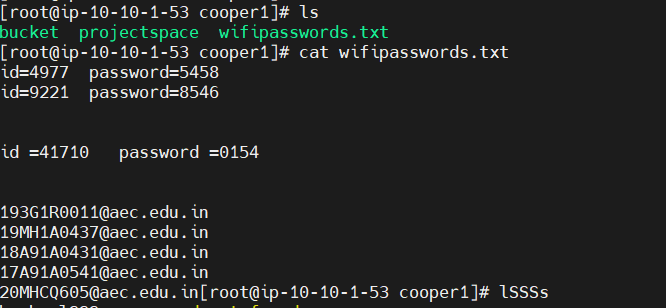 [root@ip-10-10-1-53 cooper1]# ls
bucket  projectspace  wifipasswords.txt
[root@ip-10-10-1-53 cooper1]# cat wifipasswords.txt
id=4977  password=5458
id=9221  password=8546
id =41710   password =0154
193G1R0011@aec.edu.in
19MH1A0437@aec.edu.in
18A91A0431@aec.edu.in
17A91A0541@aec.edu.in
20MHCQ605@aec.edu.in[root@ip-10-10-1-53 cooper1]# lSSSs